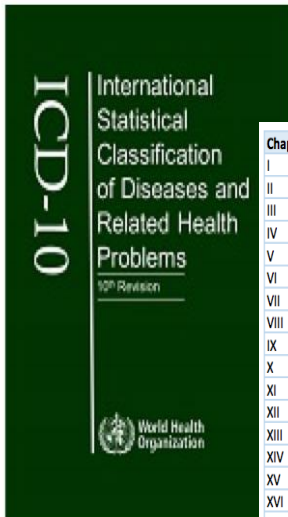 ICD-10
International
Statistical
Classification
of Diseases and
Related Health
Problems
10th Revision
World Health
Organization
Chap
I
II
III
IV
V
VI
VII
VIII
IX
X
XI
XII
XIII
XIV
XV
XVI